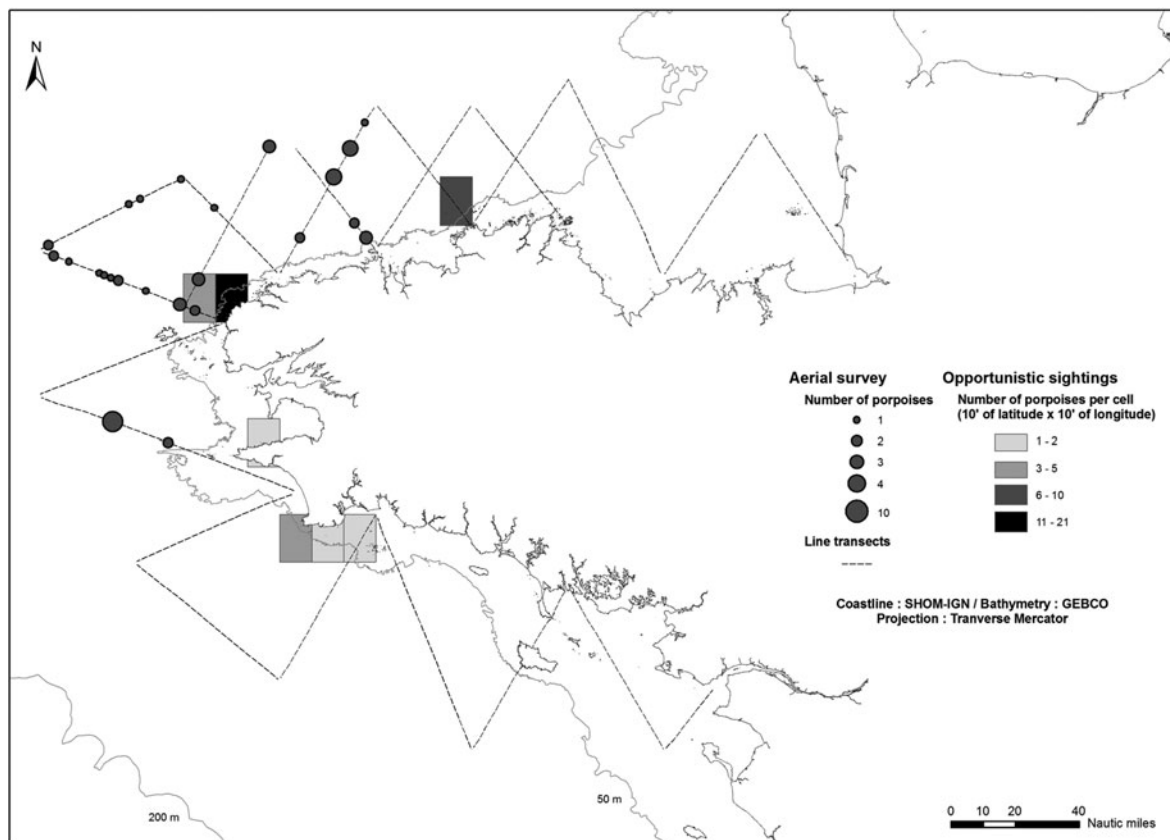 N
Aerial survey
Number of porpoises
1
2
3
4
10
Line transects
Opportunistic sightings
Number of porpoises per cell
(10' of latitude x 10' of longitude)
1 - 2
3 - 5
6 - 10
11 - 21
Coastline : SHOM-IGN / Bathymetry : GEBCO
Projection : Tranverse Mercator
50 m
200 m
0 10 20 40
Nautic miles